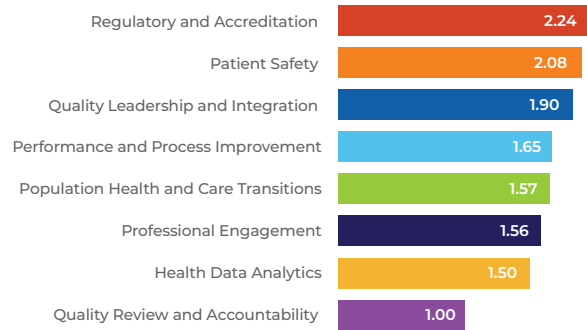 Regulatory and Accreditation 2.24
Patient Safety 2.08
Quality Leadership and Integration 1.90
Performance and Process Improvement 1.65
Population Health and Care Transitions 1.57
Professional Engagement 1.56
Health Data Analytics 1.50
Quality Review and Accountability 1.00